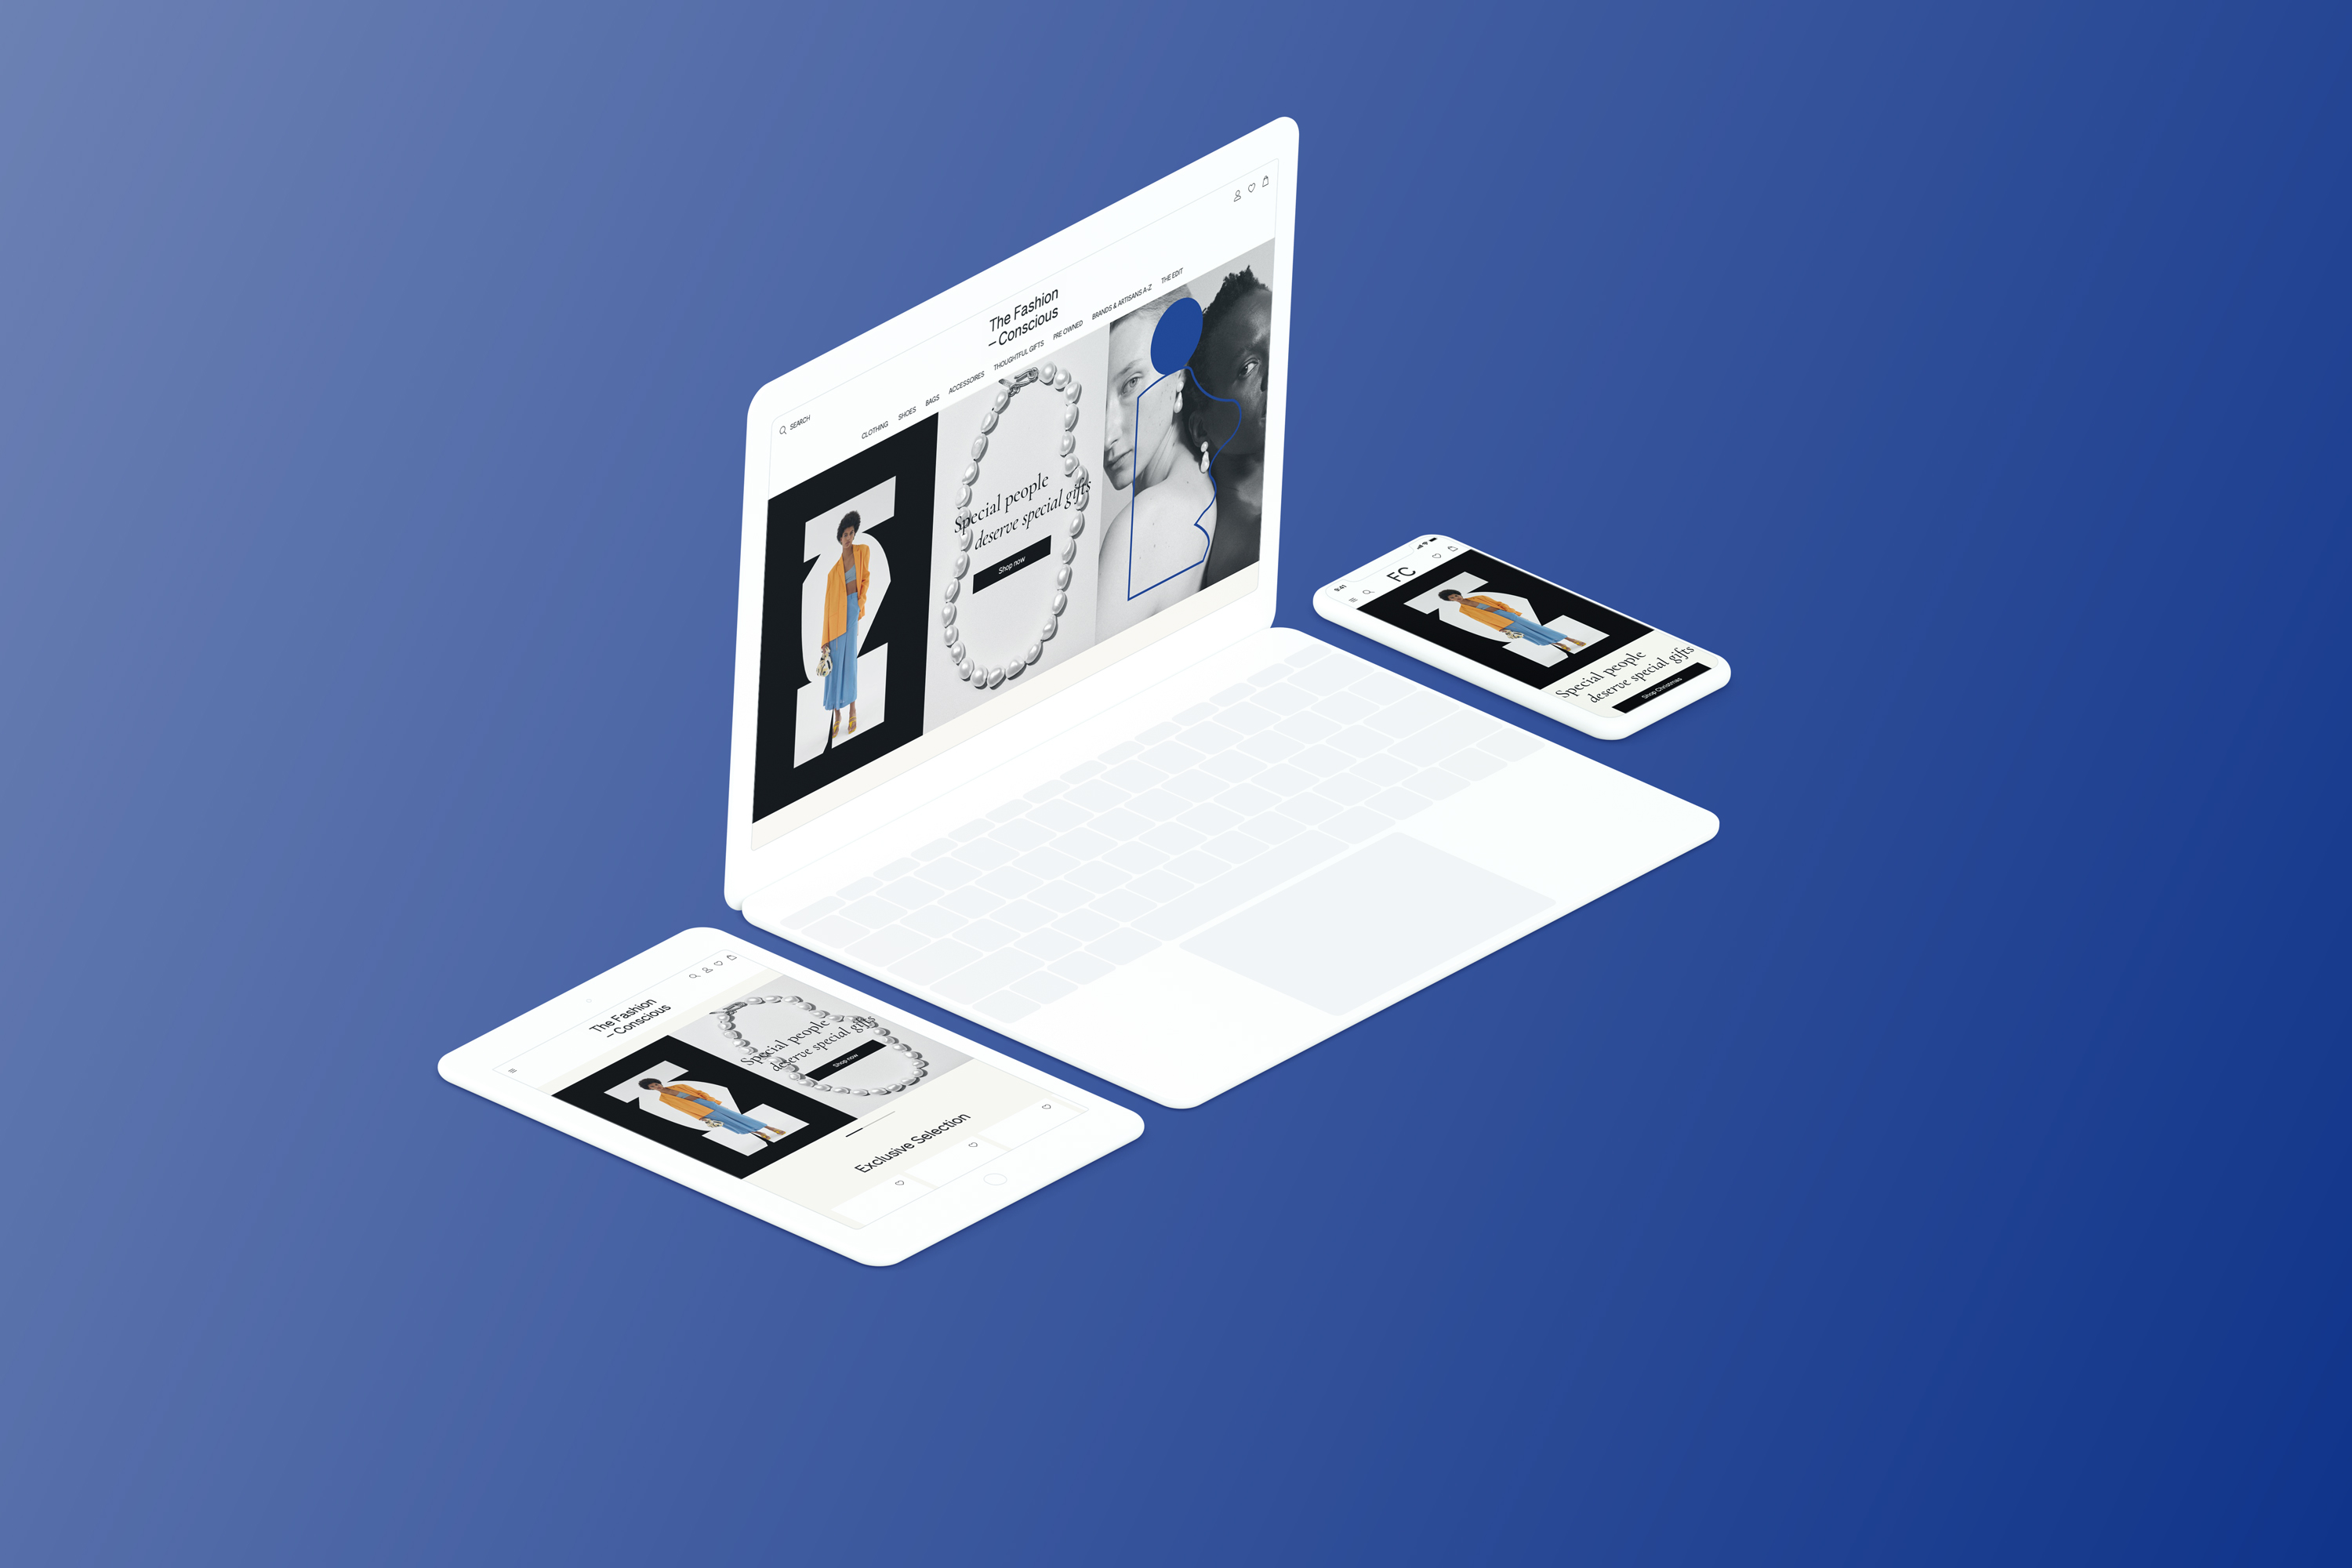 SEARCH
The Fashion
– Conscious
CLOTHING SHOES BAGS ACCESSOIRES THOUGHTFUL GIFTS PRE OWNED BRANDS & ARTISANS A-Z THE EDIT
Special people
deserve special gifts
Shop now
9:41
FC
Special people
deserve special gifts
Shop Christmas
The Fashion
– Conscious
Special people
deserve special gifts
Shop now
Exclusive Selection